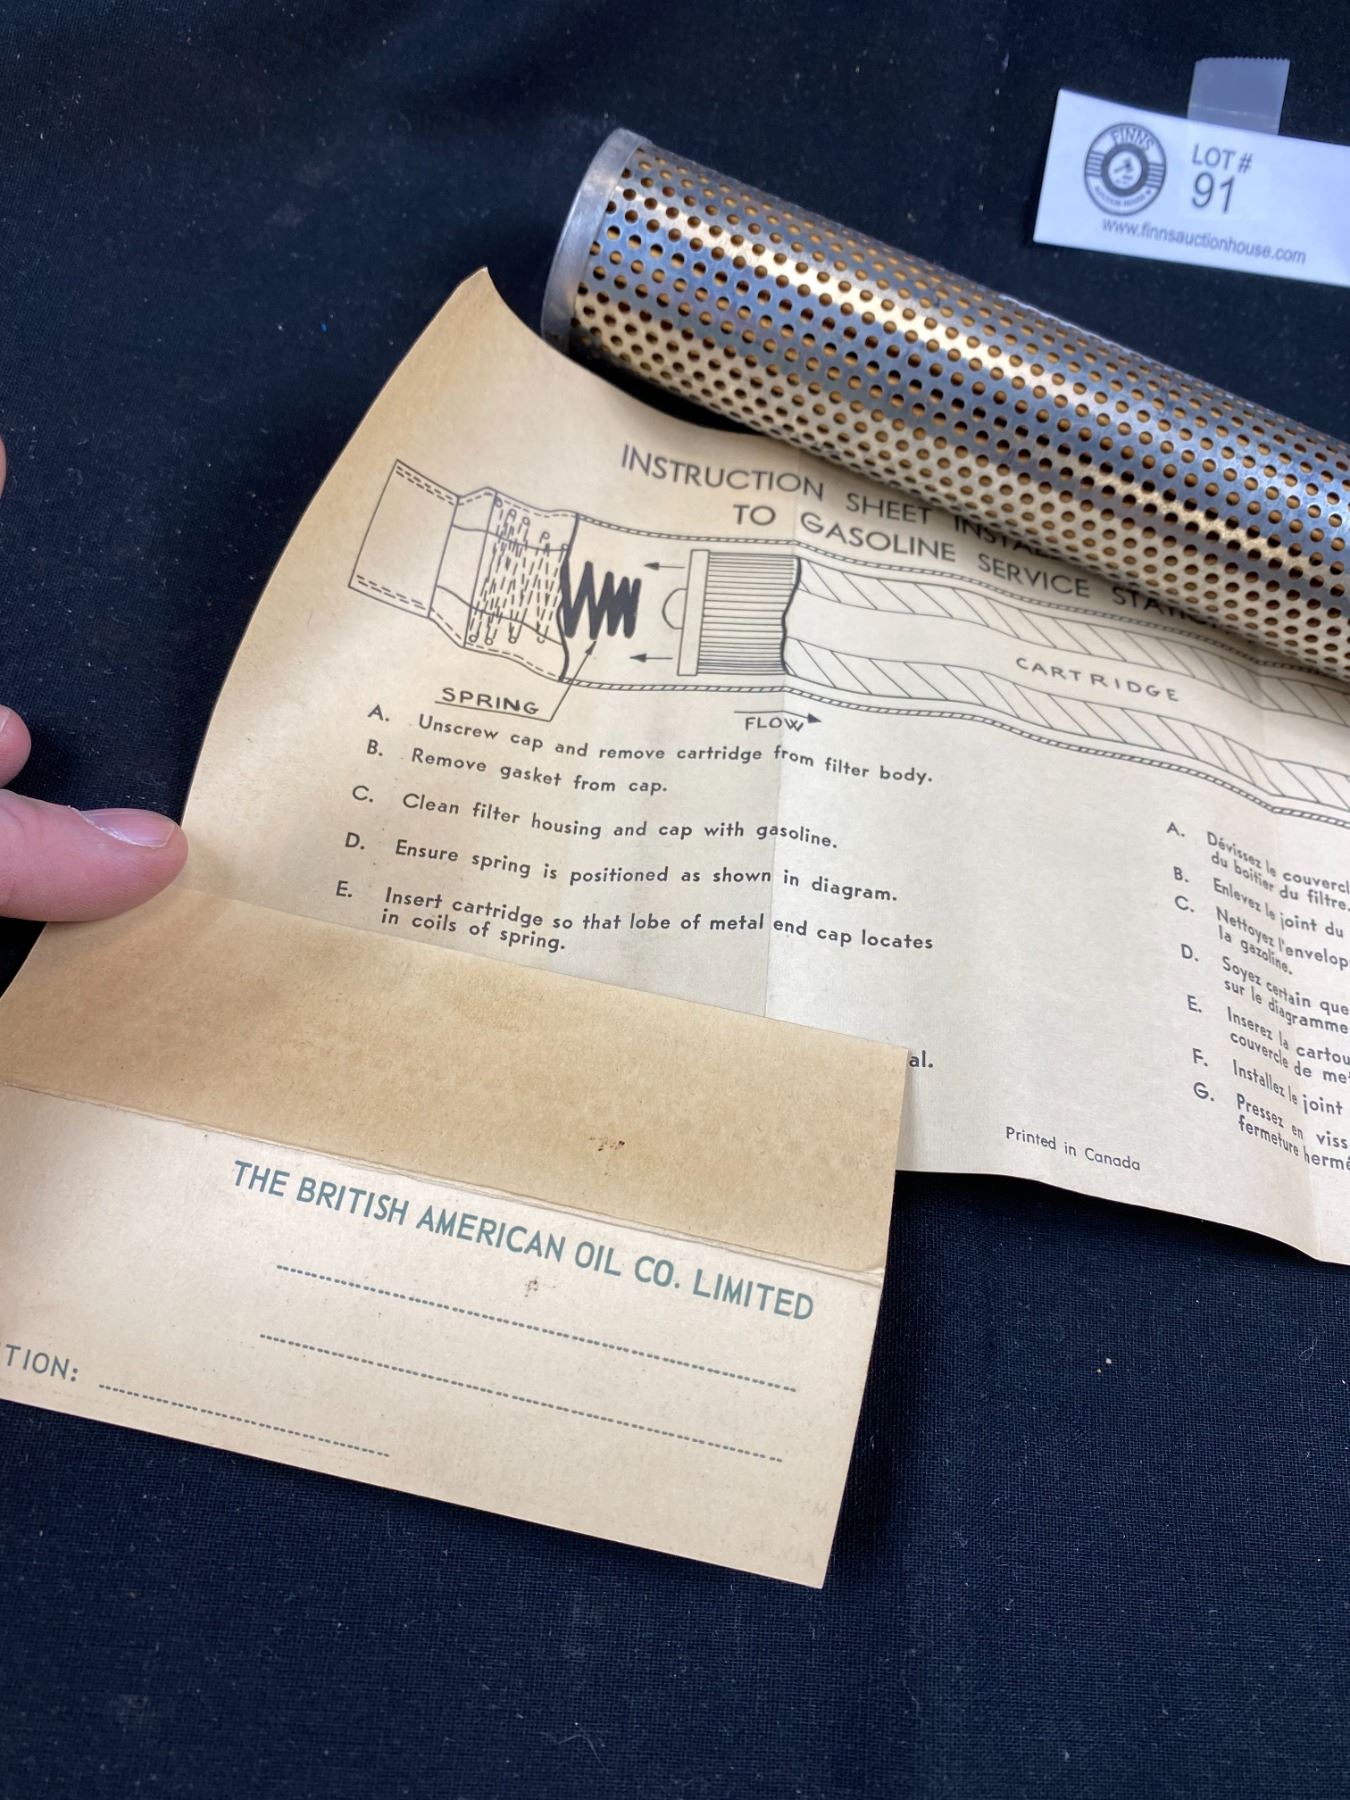 FINNS
AUCTION HOUSE
LOT #
91
www.finnsauctionhouse.com
INSTRUCTION SHEET
TO GASOLINE SERVICE
SPRING
FLOW
CARTRIDGE
A. Unscrew cap and remove cartridge from filter body.
B. Remove gasket from cap.
C. Clean filter housing and cap with gasoline.
D. Ensure spring is positioned as shown in diagram.
E. Insert cartridge so that lobe of metal end cap locates
in coils of spring.
al.
A. Dévissez le couvercl
du boitier du filtre.
B. Enlevez le joint du
C. Nettoyez l'envelop
la gazoline.
D. Soyez certain que
sur le diagramme
E. Inserez la cartou
couvercle de me
F. Installez le joint
G. Pressez en viss
fermeture hermé
Printed in Canada
THE BRITISH AMERICAN OIL CO. LIMITED
TION: